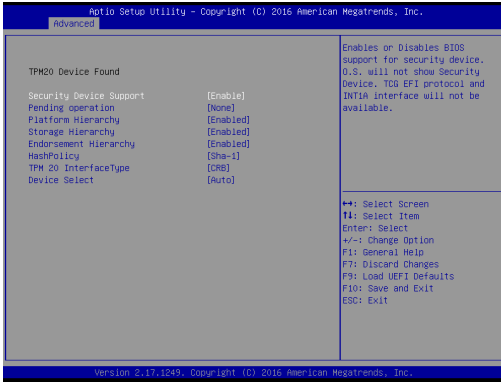 Aptio Setup Utility – Copyright (C) 2016 American Megatrends, Inc.
Advanced
TPM20 Device Found
Security Device Support [Enable]
Pending operation [None]
Platform Hierarchy [Enabled]
Storage Hierarchy [Enabled]
Endorsement Hierarchy [Enabled]
HashPolicy [Sha-1]
TPM 20 InterfaceType [CRB]
Device Select [Auto]
Enables or Disables BIOS
support for security device.
O.S. will not show Security
Device. TCG EFI protocol and
INT1A interface will not be
available.
↔: Select Screen
↑↓: Select Item
Enter: Select
+/-: Change Option
F1: General Help
F7: Discard Changes
F9: Load UEFI Defaults
F10: Save and Exit
ESC: Exit
Version 2.17.1249. Copyright (C) 2016 American Megatrends, Inc.